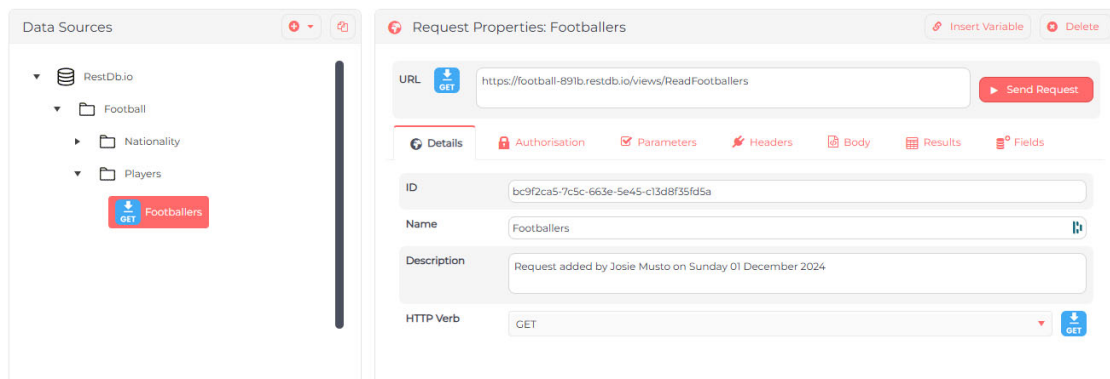 Data Sources
RestDb.io
Football
Nationality
Players
GET Footballers
Request Properties: Footballers
Insert Variable
Delete
URL GET https://football-891b.restdb.io/views/ReadFootballers
Send Request
Details Authorisation Parameters Headers Body Results Fields
ID bc9f2ca5-7c5c-663e-5e45-c13d8f35fd5a
Name Footballers
Description Request added by Josie Musto on Sunday 01 December 2024
HTTP Verb GET GET